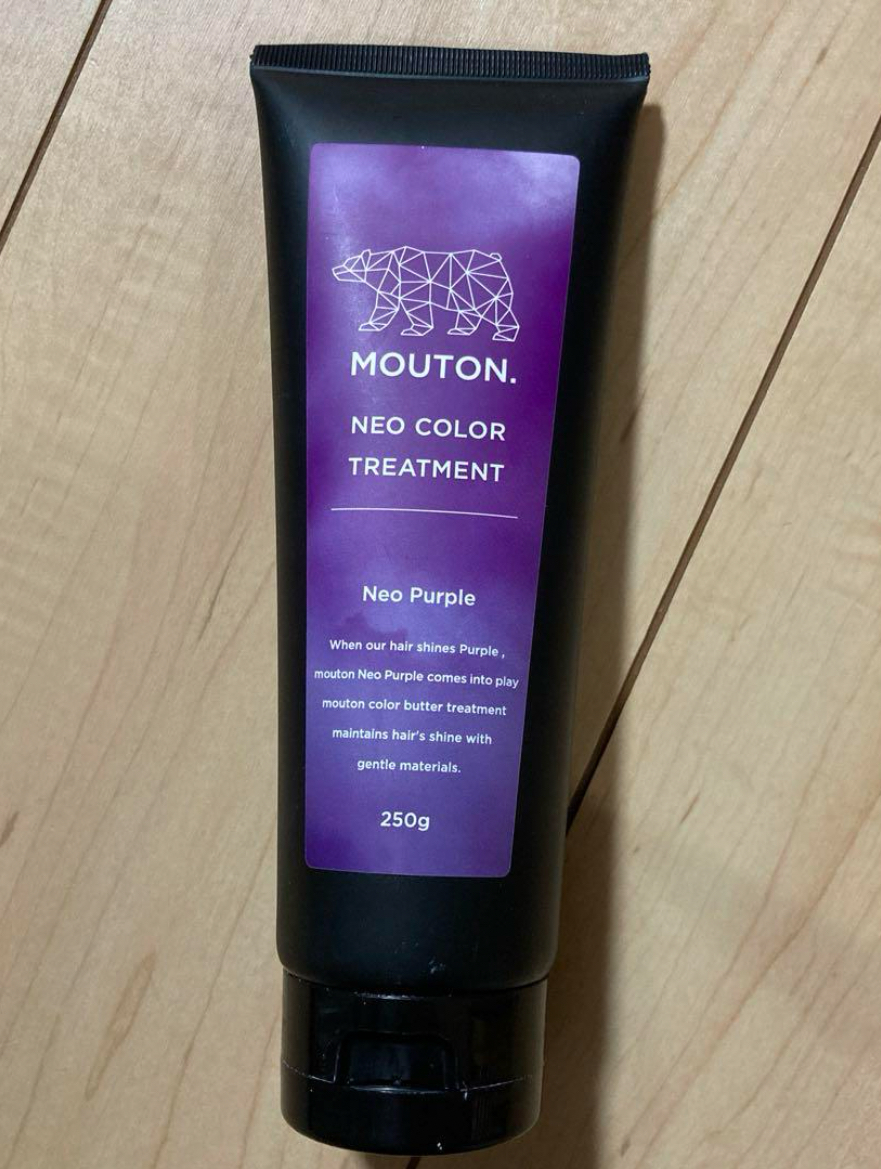 MOUTON.
NEO COLOR
TREATMENT
Neo Purple
When our hair shines Purple ,
mouton Neo Purple comes into play
mouton color butter treatment
maintains hair's shine with
gentle materials.
250g